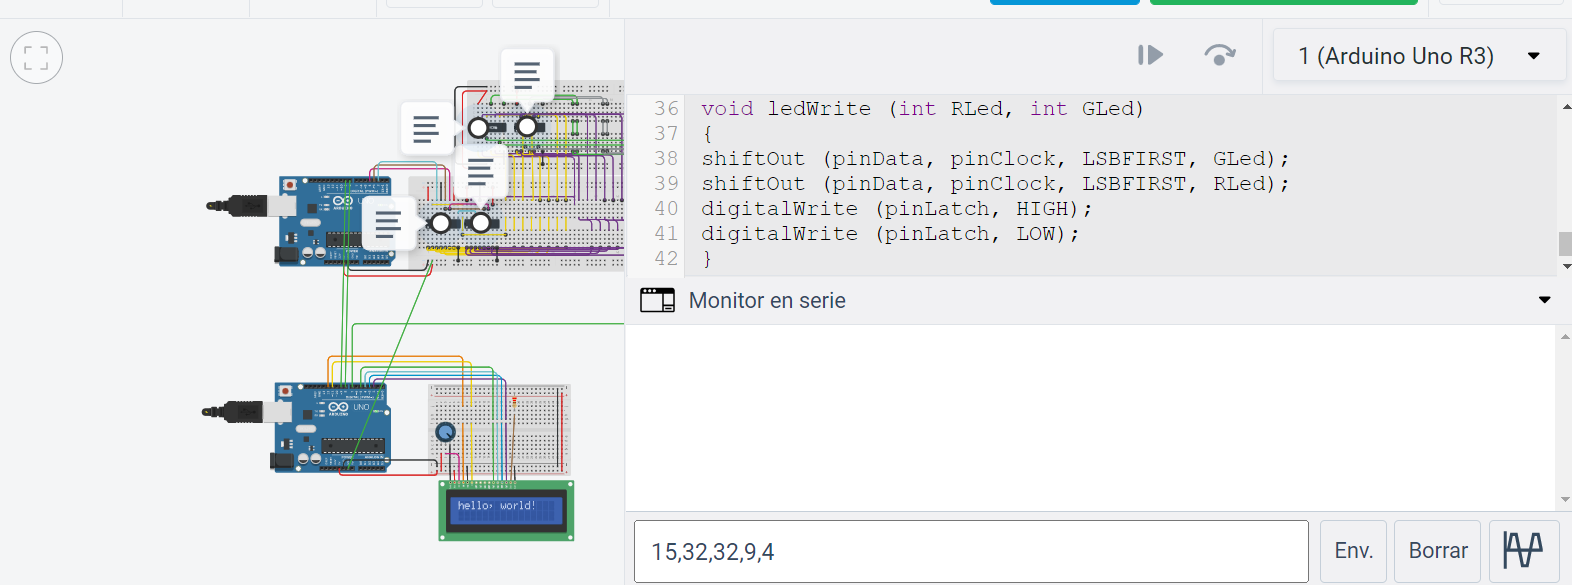 1 (Arduino Uno R3)
36 void ledWrite (int RLed, int GLed)
37 {
38 shiftOut (pinData, pinClock, LSBFIRST, GLed);
39 shiftOut (pinData, pinClock, LSBFIRST, RLed);
40 digitalWrite (pinLatch, HIGH);
41 digitalWrite (pinLatch, LOW);
42 }
Monitor en serie
UNO
ARDUINO
hello, world!
15,32,32,9,4
Env.
Borrar